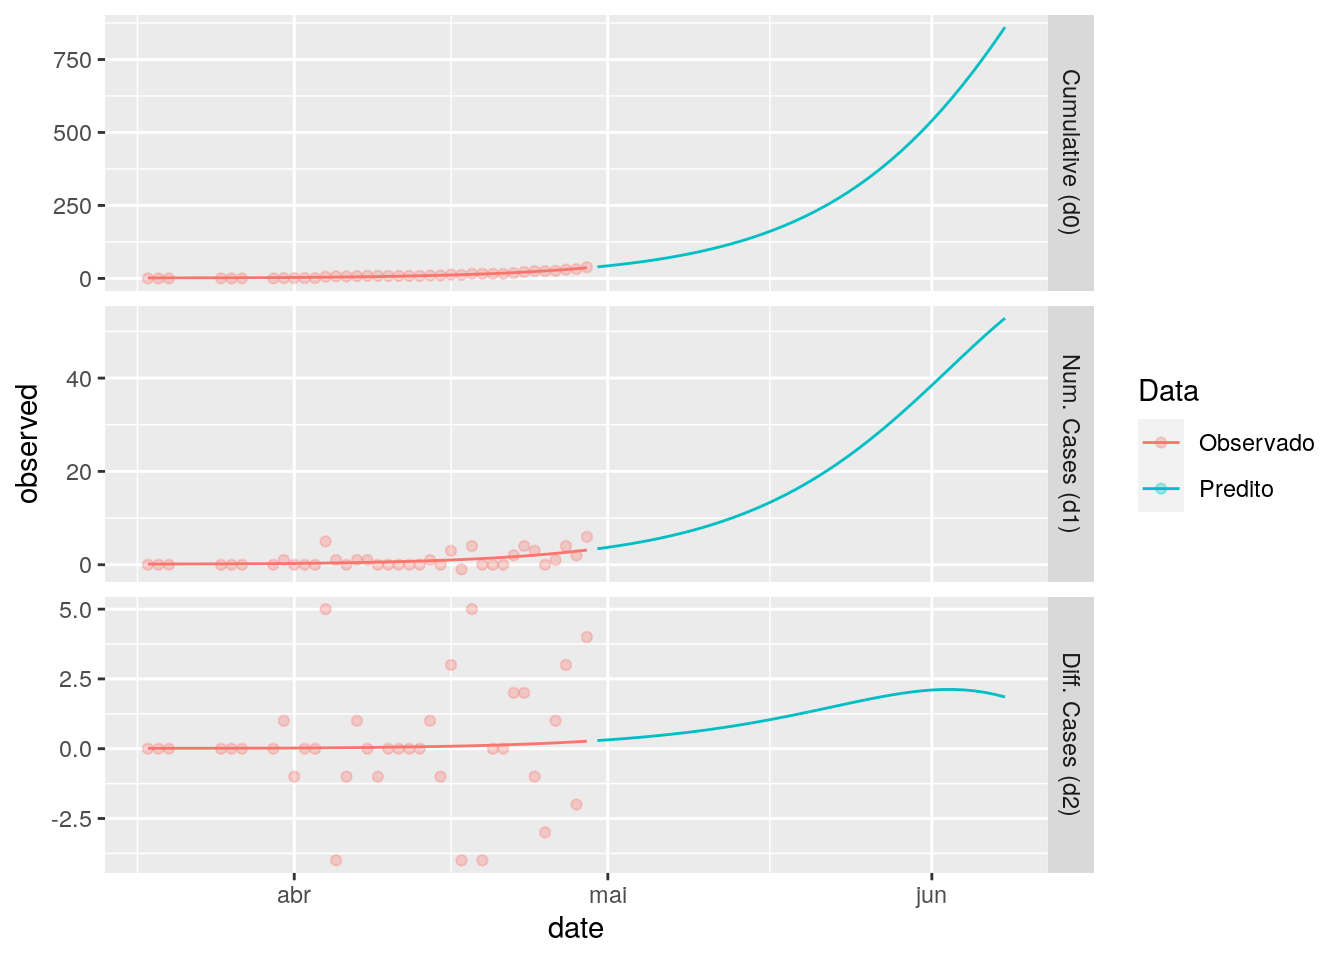 750
500
250
0
Cumulative (d0)
40
20
0
Num. Cases (d1)
5.0
2.5
0.0
-2.5
Diff. Cases (d2)
abr
mai
jun
date
observed
Data
Observado
Predito